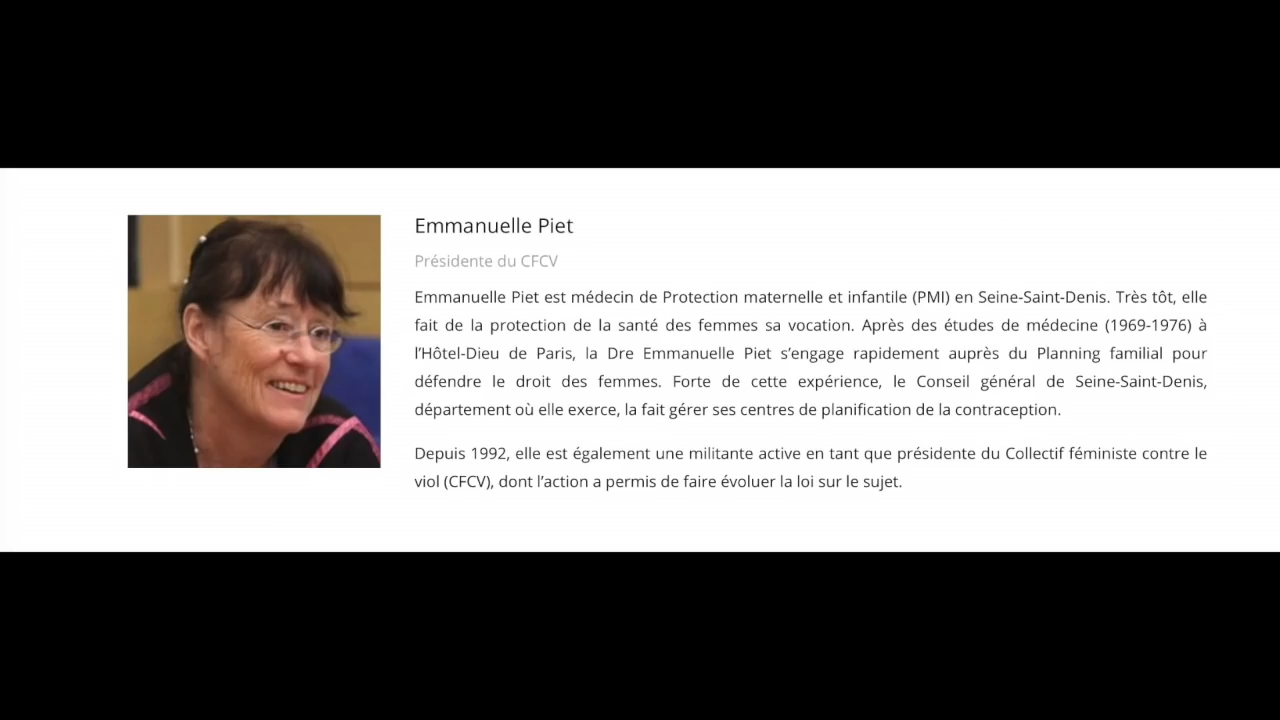 Emmanuelle Piet
Présidente du CFCV
Emmanuelle Piet est médecin de Protection maternelle et infantile (PMI) en Seine-Saint-Denis. Très tôt, elle
fait de la protection de la santé des femmes sa vocation. Après des études de médecine (1969-1976) à
l’Hôtel-Dieu de Paris, la Dre Emmanuelle Piet s’engage rapidement auprès du Planning familial pour
défendre le droit des femmes. Forte de cette expérience, le Conseil général de Seine-Saint-Denis,
département où elle exerce, la fait gérer ses centres de planification de la contraception.
Depuis 1992, elle est également une militante active en tant que présidente du Collectif féministe contre le
viol (CFCV), dont l’action a permis de faire évoluer la loi sur le sujet.